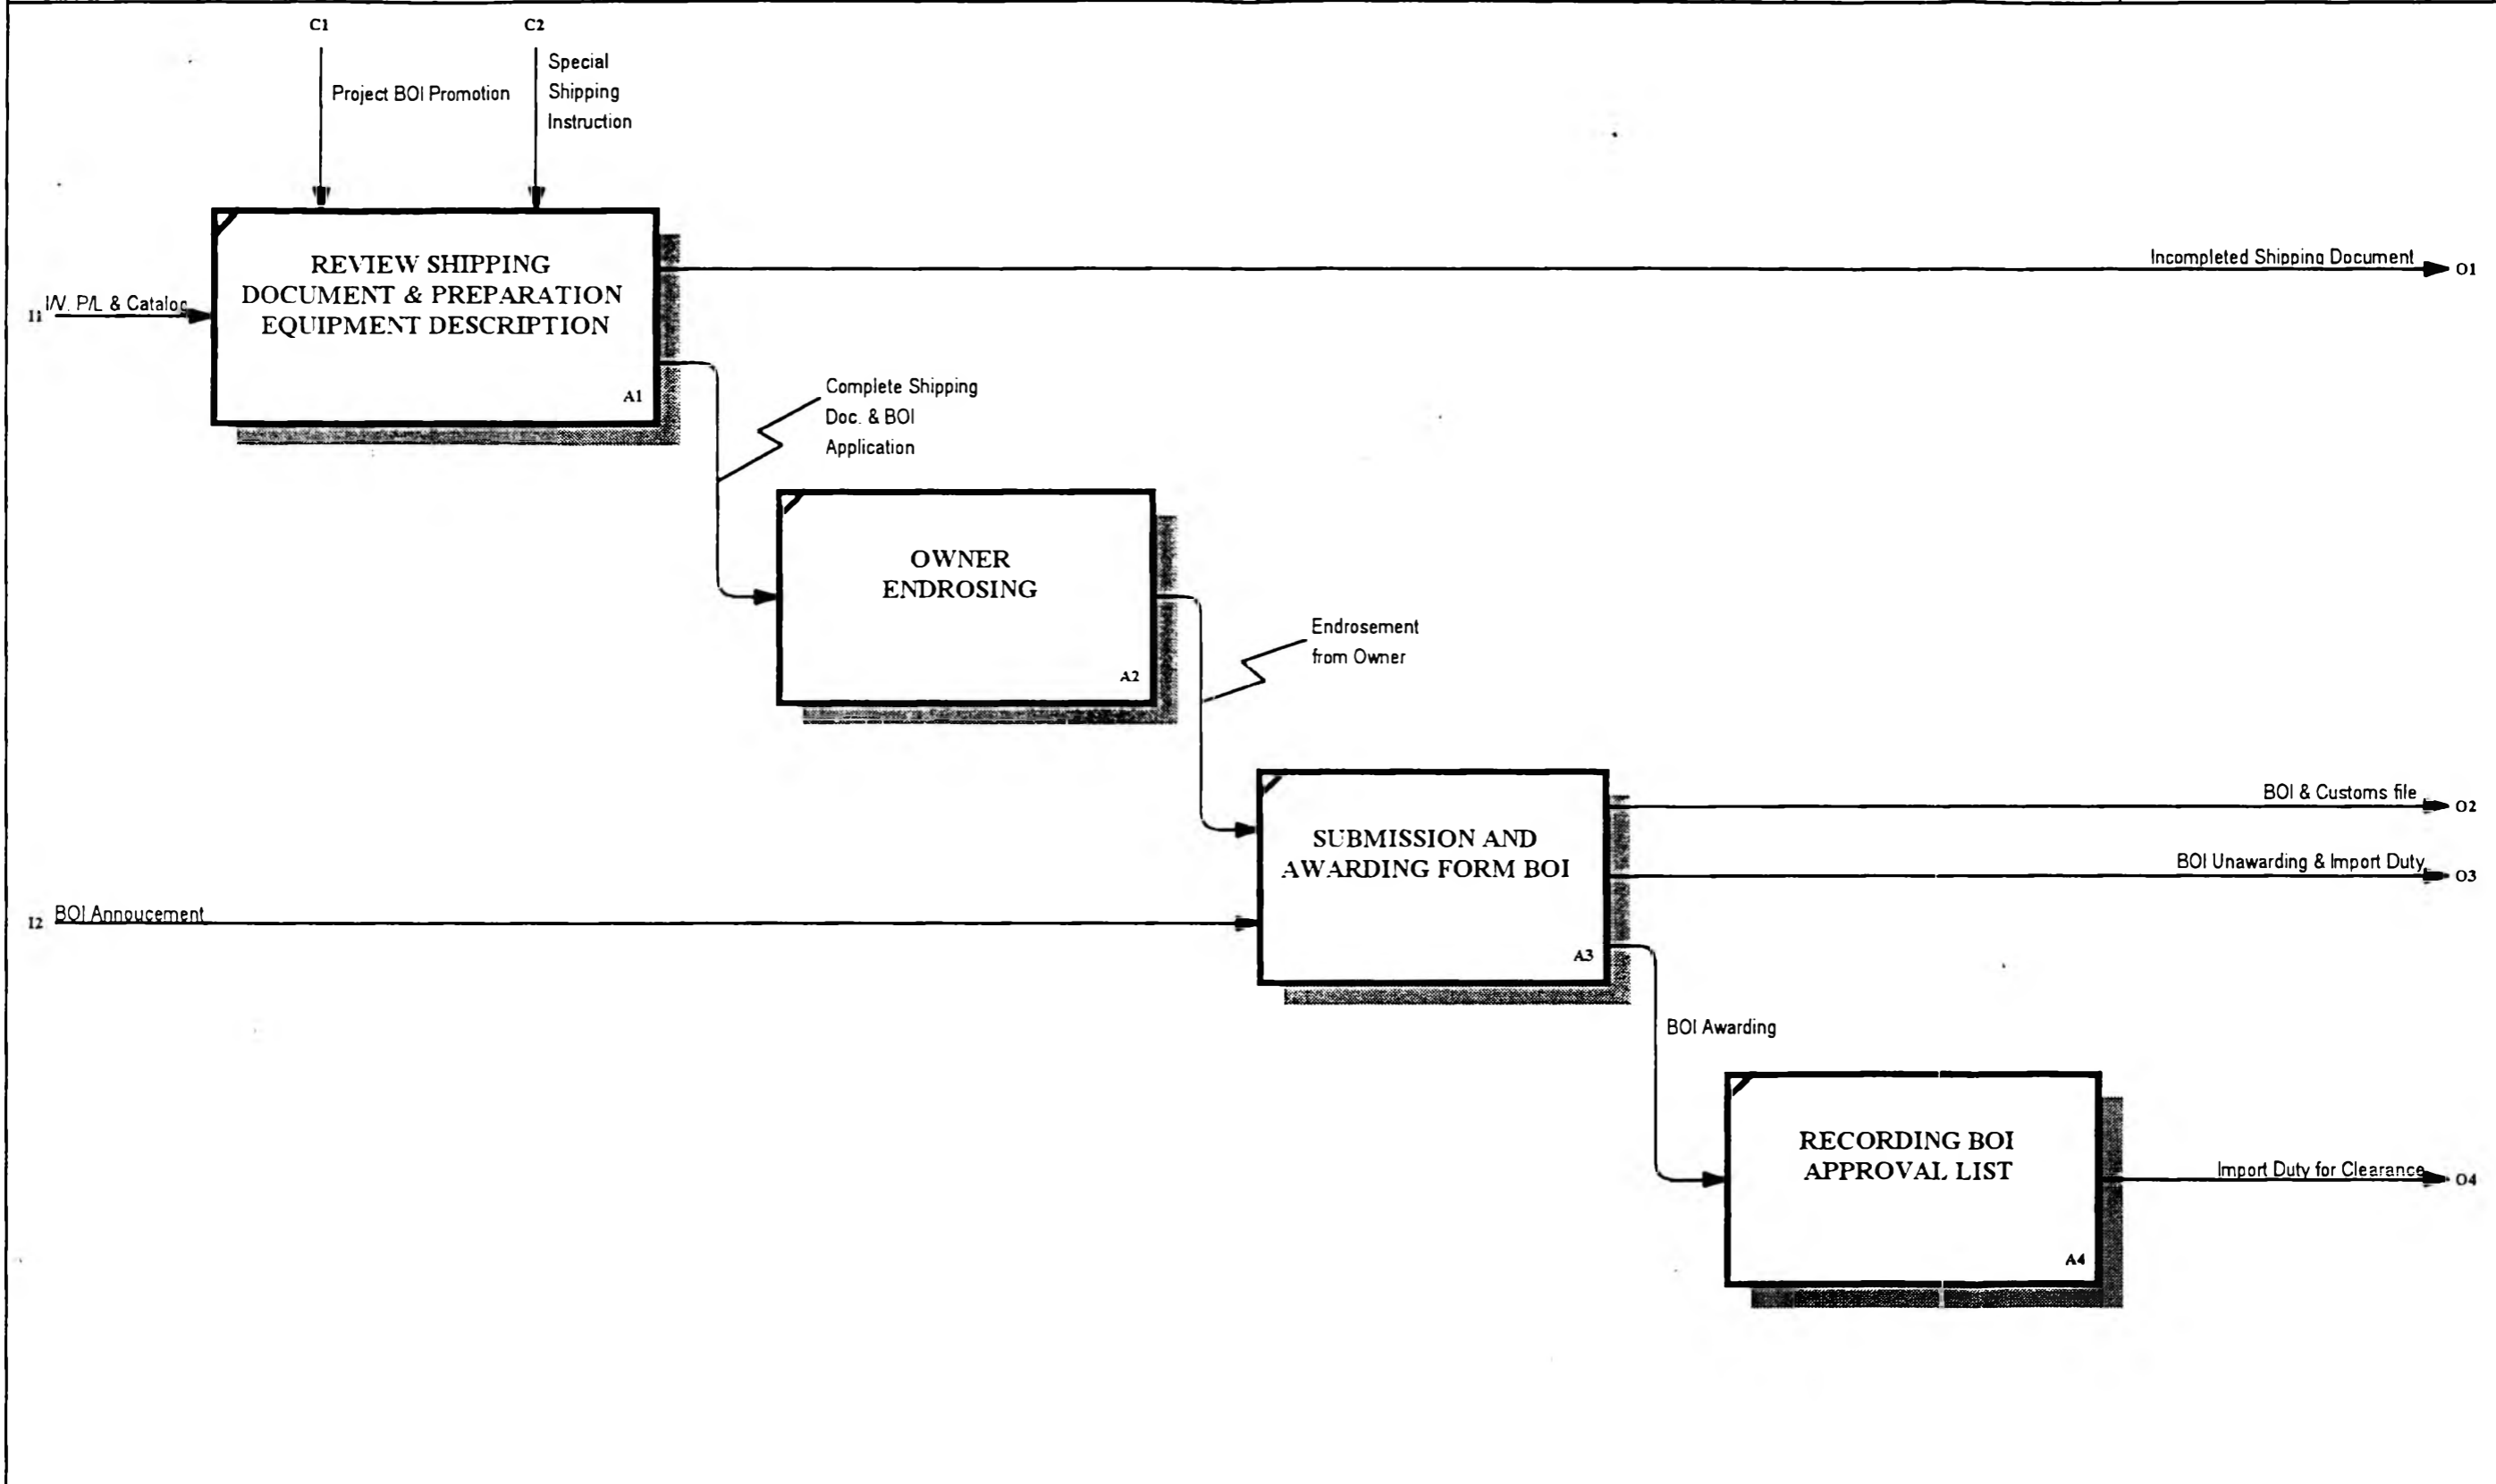 C1
C2
Project BOI Promotion
Special
Shipping
Instruction
REVIEW SHIPPING
DOCUMENT & PREPARATION
EQUIPMENT DESCRIPTION
A1
I1
I/V. P/L & Catalog
Incompleted Shipping Document
O1
Complete Shipping
Doc. & BOI
Application
OWNER
ENDROSING
A2
Endrosement
from Owner
SUBMISSION AND
AWARDING FORM BOI
A3
BOI & Customs file
O2
BOI Unawarding & Import Duty
O3
I2
BOI Annoucement
BOI Awarding
RECORDING BOI
APPROVAL LIST
A4
Import Duty for Clearance
O4